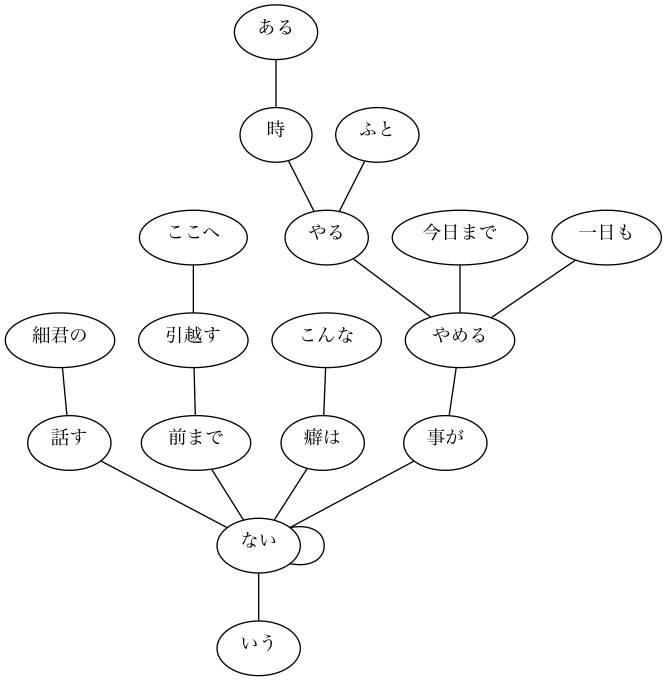 ある
時
ふと
ここへ
やる
今日まで
一日も
細君の
引越す
こんな
やめる
話す
前まで
癖は
事が
ない
いう